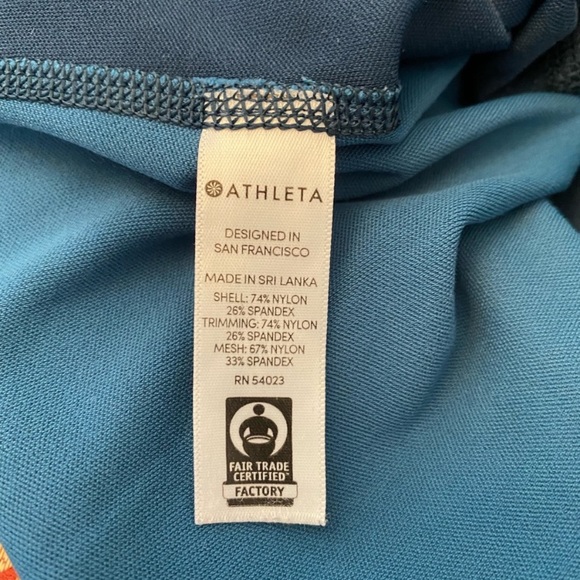 ATHLETA
DESIGNED IN
SAN FRANCISCO
MADE IN SRI LANKA
SHELL: 74% NYLON
26% SPANDEX
TRIMMING: 74% NYLON
26% SPANDEX
MESH: 67% NYLON
33% SPANDEX
RN 54023
FAIR TRADE
CERTIFIED™
FACTORY